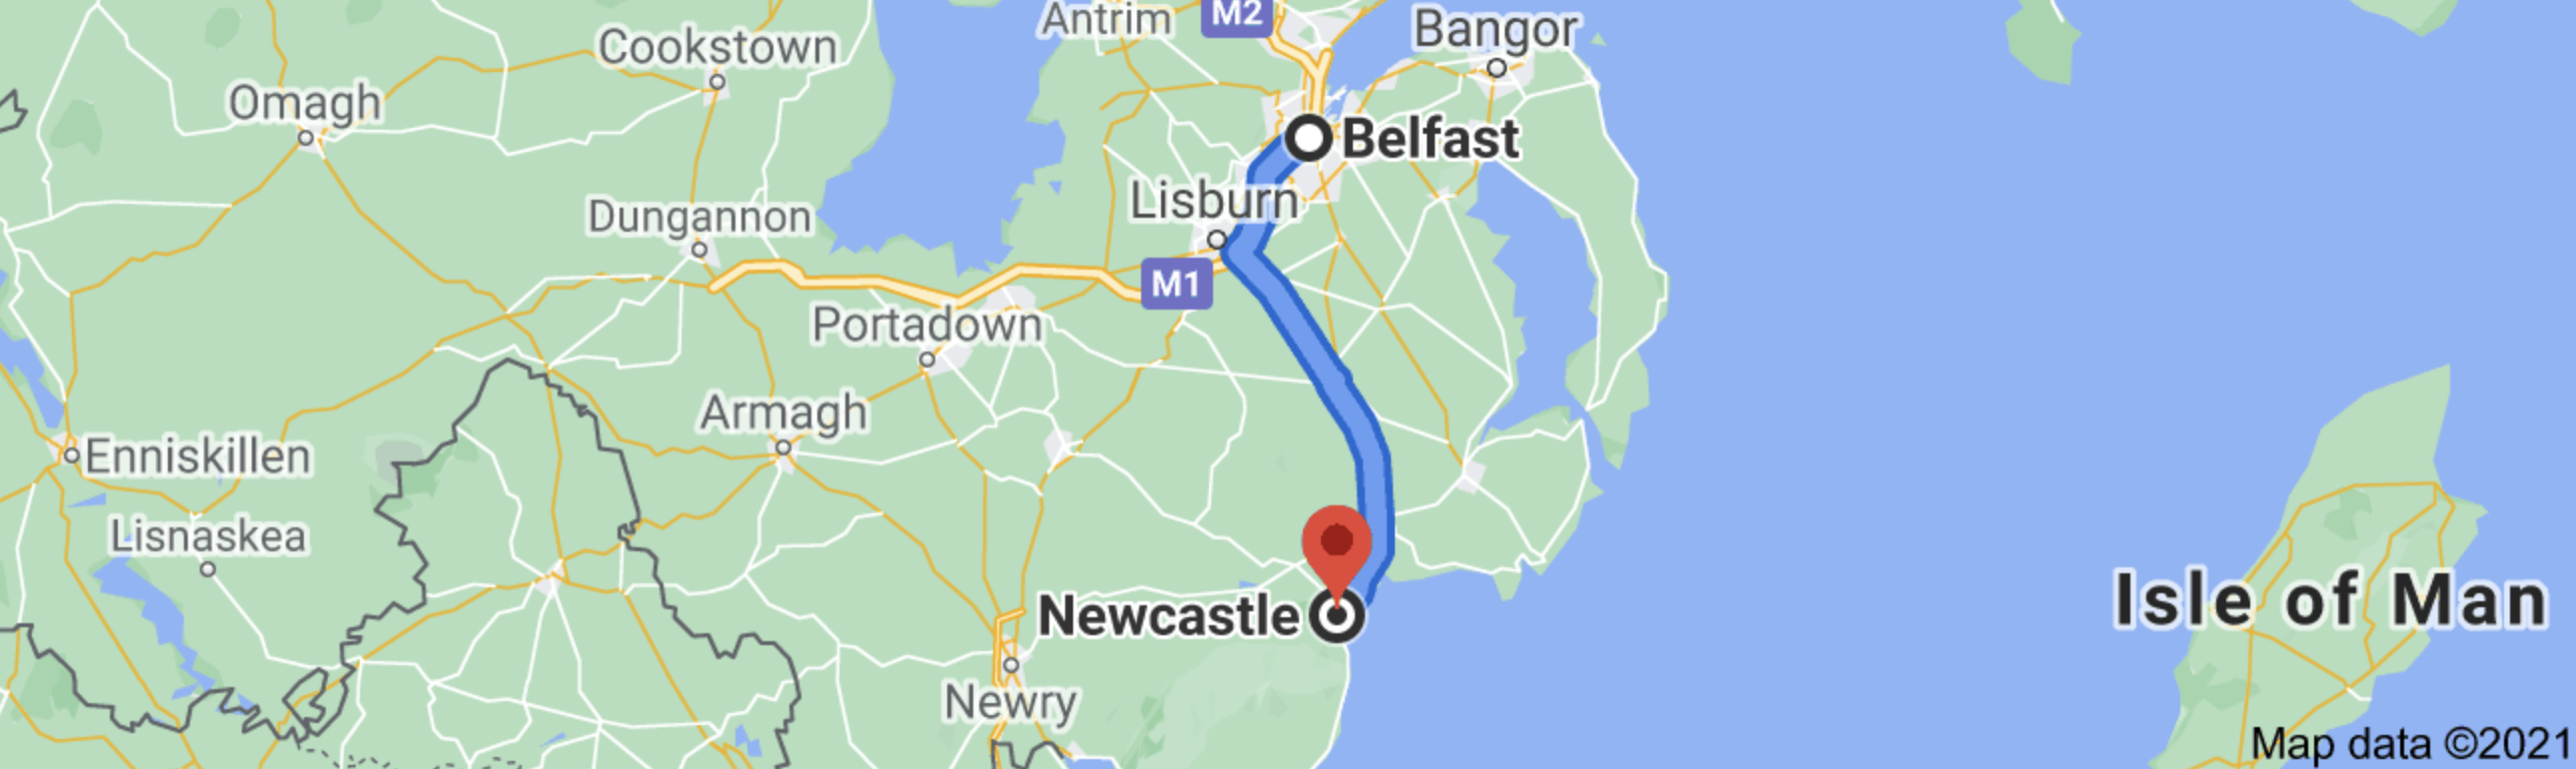 Antrim
M2
Bangor
Cookstown
Omagh
Belfast
Lisburn
Dungannon
M1
Portadown
Armagh
Enniskillen
Lisnaskea
Newcastle
Isle of Man
Newry
Map data ©2021